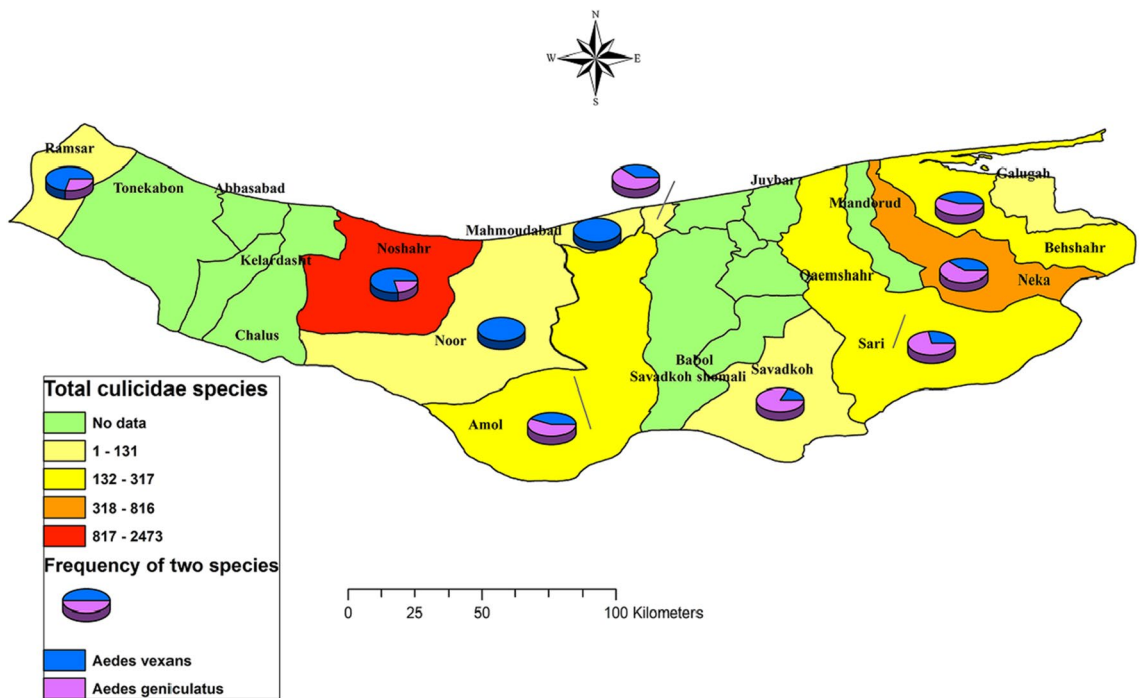 N
W E
S
Ramsar
Tonekabon
Abbasabad
Juybar
Galugah
Miandorud
Mahmoudabad
Noshahr
Behshahr
Kelardasht
Qaemshahr
Neka
Chalus
Noor
Sari
Babol
Savadkoh
Savadkoh shomali
Amol
Total culicidae species
No data
1 - 131
132 - 317
318 - 816
817 - 2473
Frequency of two species
Aedes vexans
Aedes geniculatus
0 25 50 100 Kilometers